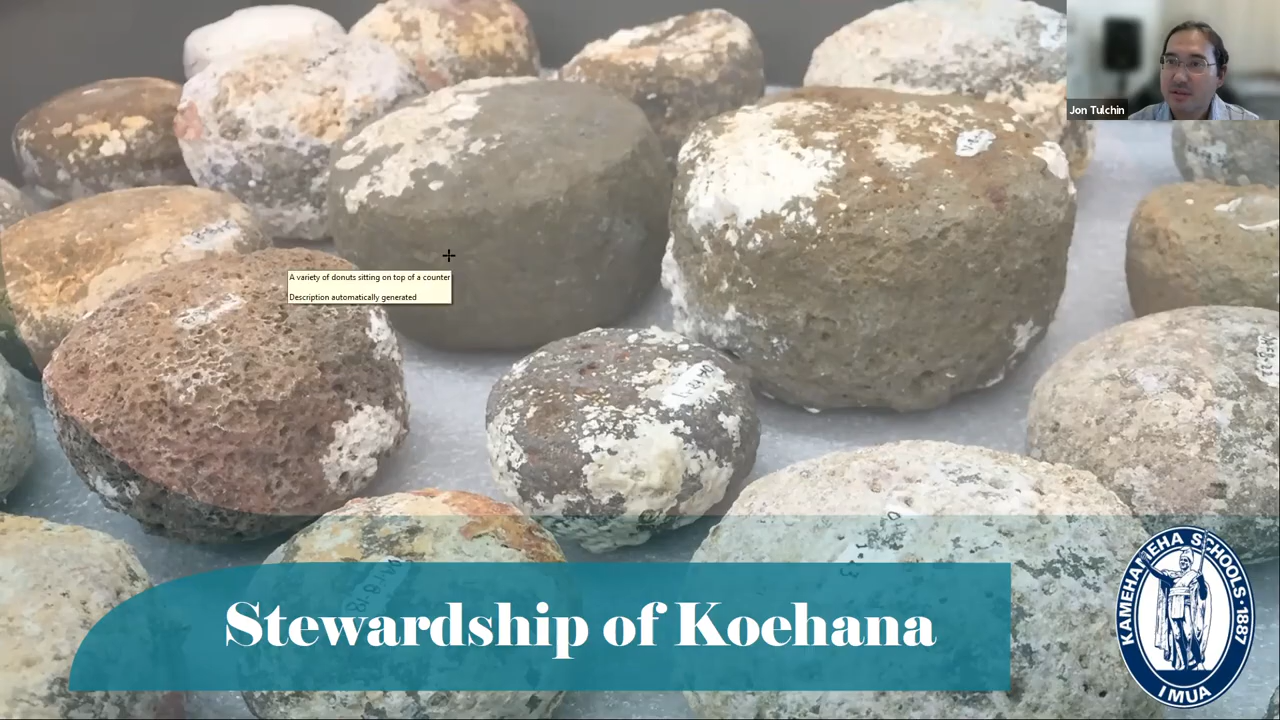 Jon Tulchin
A variety of donuts sitting on top of a counter
Description automatically generated
Stewardship of Koehana
KAMEHAMEHA SCHOOLS · 1887
IMUA